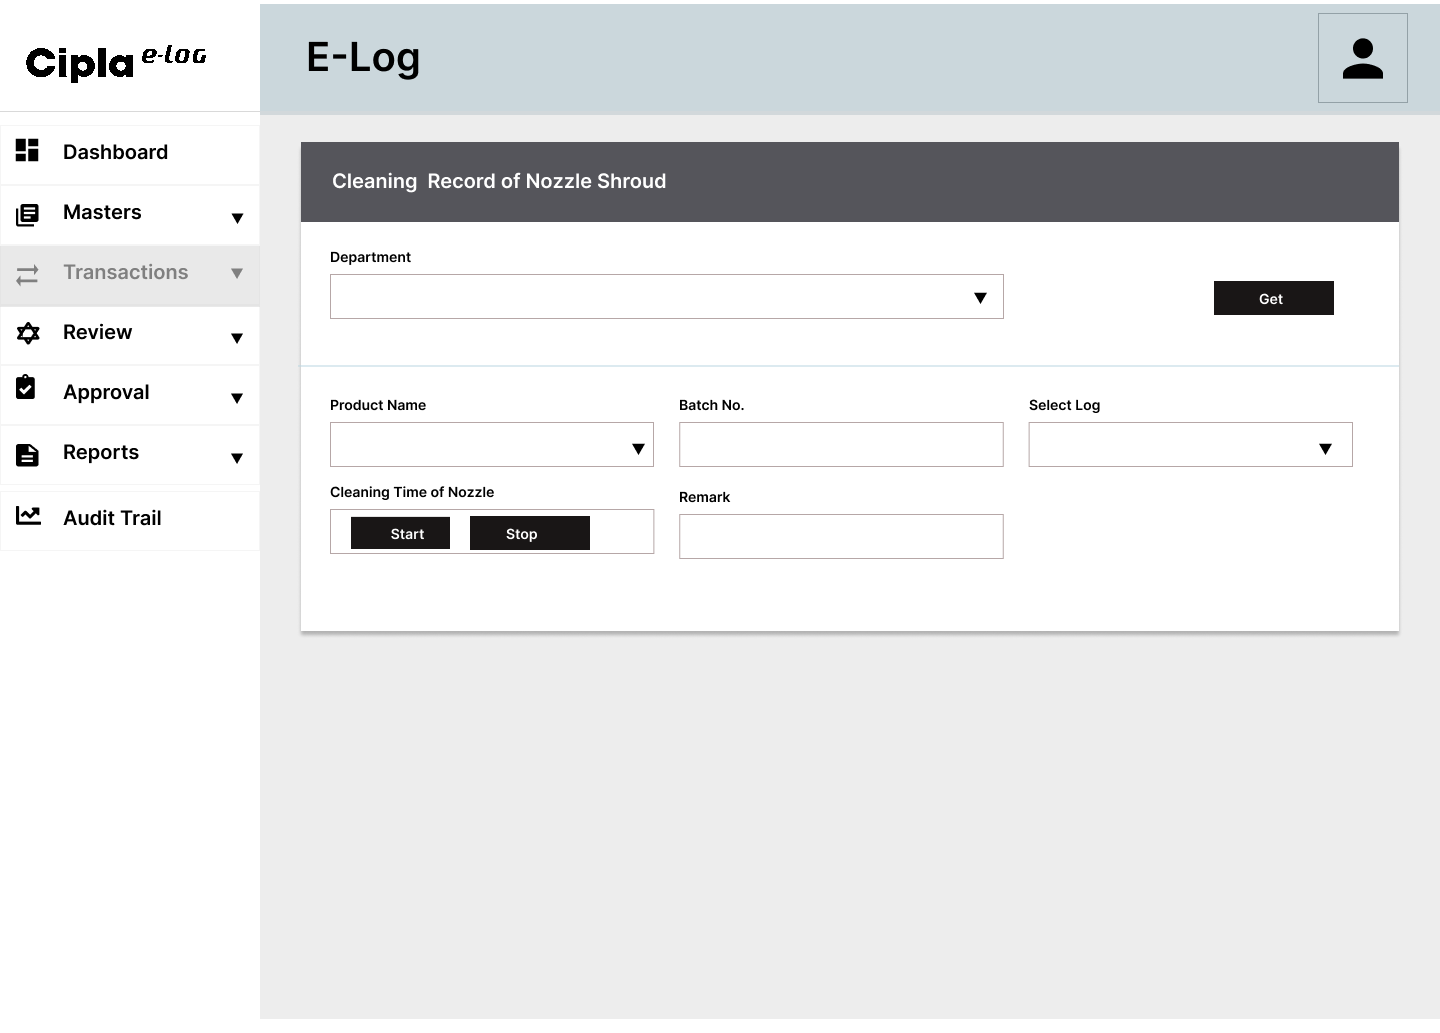 Cipla e-log
E-Log
Dashboard
Masters
Transactions
Review
Approval
Reports
Audit Trail
Cleaning  Record of Nozzle Shroud
Department
Get
Product Name
Batch No.
Select Log
Cleaning Time of Nozzle
Start
Stop
Remark